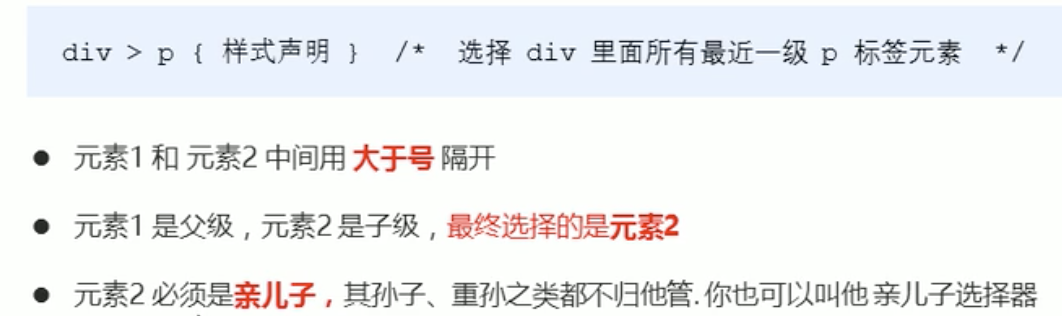 div > p { 样式声明 } /* 选择 div 里面所有最近一级 p 标签元素 */
● 元素1 和 元素2 中间用 大于号 隔开
● 元素1 是父级，元素2 是子级，最终选择的是元素2
● 元素2 必须是亲儿子，其孙子、重孙之类都不归他管. 你也可以叫他 亲儿子选择器